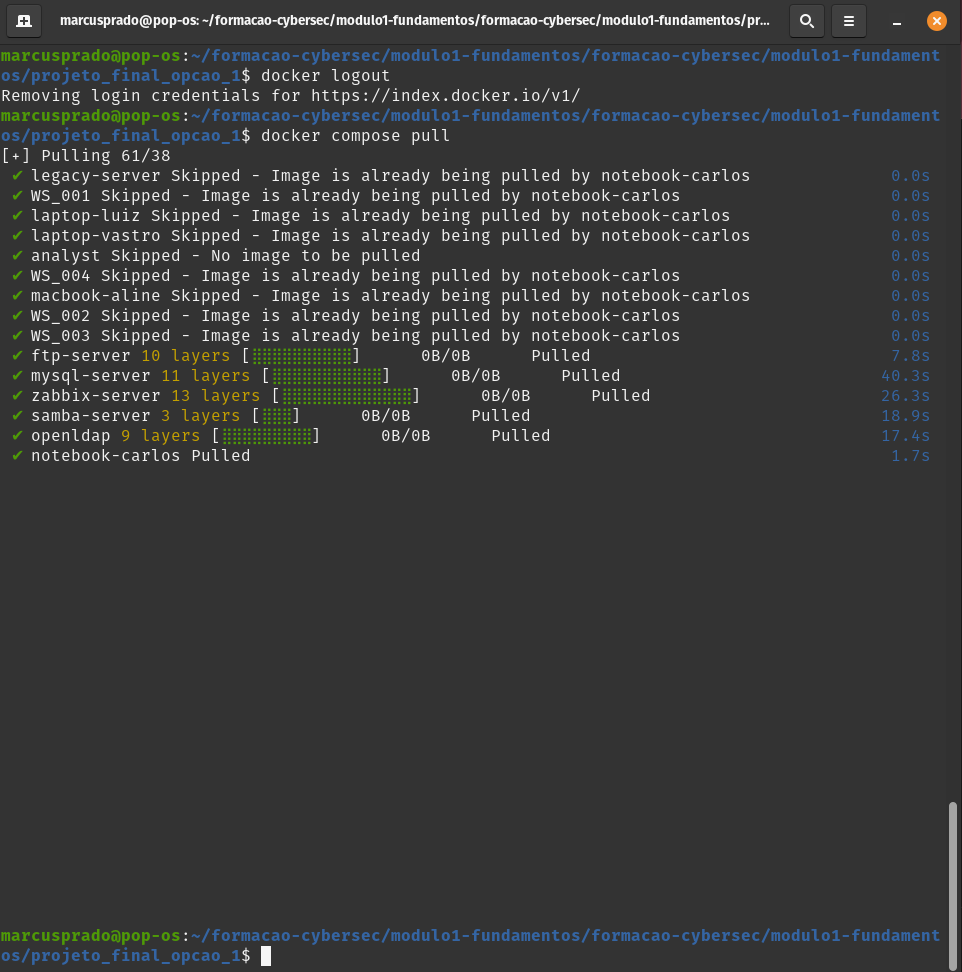 marcusprado@pop-os: ~/formacao-cybersec/modulo1-fundamentos/formacao-cybersec/modulo1-fundamentos/pr...
marcusprado@pop-os:~/formacao-cybersec/modulo1-fundamentos/formacao-cybersec/modulo1-fundament
os/projeto_final_opcao_1$ docker logout
Removing login credentials for https://index.docker.io/v1/
marcusprado@pop-os:~/formacao-cybersec/modulo1-fundamentos/formacao-cybersec/modulo1-fundament
os/projeto_final_opcao_1$ docker compose pull
[+] Pulling 61/38
✔ legacy-server Skipped - Image is already being pulled by notebook-carlos 0.0s
✔ WS_001 Skipped - Image is already being pulled by notebook-carlos 0.0s
✔ laptop-luiz Skipped - Image is already being pulled by notebook-carlos 0.0s
✔ laptop-vastro Skipped - Image is already being pulled by notebook-carlos 0.0s
✔ analyst Skipped - No image to be pulled 0.0s
✔ WS_004 Skipped - Image is already being pulled by notebook-carlos 0.0s
✔ macbook-aline Skipped - Image is already being pulled by notebook-carlos 0.0s
✔ WS_002 Skipped - Image is already being pulled by notebook-carlos 0.0s
✔ WS_003 Skipped - Image is already being pulled by notebook-carlos 0.0s
✔ ftp-server 10 layers [⣿⣿⣿⣿⣿⣿⣿⣿⣿⣿] 0B/0B Pulled 7.8s
✔ mysql-server 11 layers [⣿⣿⣿⣿⣿⣿⣿⣿⣿⣿⣿] 0B/0B Pulled 40.3s
✔ zabbix-server 13 layers [⣿⣿⣿⣿⣿⣿⣿⣿⣿⣿⣿⣿⣿] 0B/0B Pulled 26.3s
✔ samba-server 3 layers [⣿⣿⣿] 0B/0B Pulled 18.9s
✔ openldap 9 layers [⣿⣿⣿⣿⣿⣿⣿⣿⣿] 0B/0B Pulled 17.4s
✔ notebook-carlos Pulled 1.7s
marcusprado@pop-os:~/formacao-cybersec/modulo1-fundamentos/formacao-cybersec/modulo1-fundament
os/projeto_final_opcao_1$